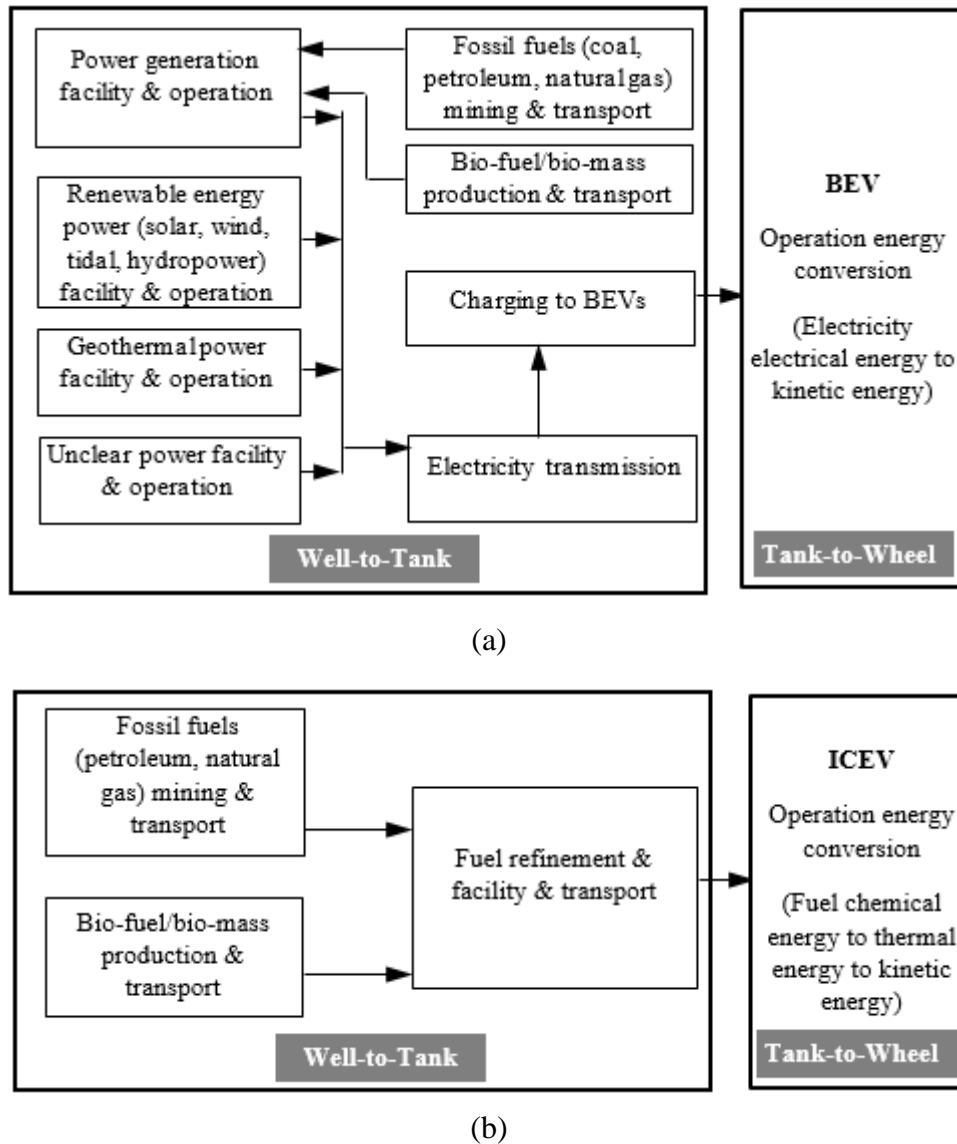 Power generation
facility & operation
Fossil fuels (coal,
petroleum, natural gas)
mining & transport
Bio-fuel/bio-mass
production & transport
Renewable energy
power (solar, wind,
tidal, hydropower)
facility & operation
Charging to BEVs
Geothermal power
facility & operation
Unclear power facility
& operation
Electricity transmission
Well-to-Tank
BEV
Operation energy
conversion
(Electricity
electrical energy to
kinetic energy)
Tank-to-Wheel
(a)
Fossil fuels
(petroleum, natural
gas) mining &
transport
Bio-fuel/bio-mass
production &
transport
Fuel refinement &
facility & transport
Well-to-Tank
ICEV
Operation energy
conversion
(Fuel chemical
energy to thermal
energy to kinetic
energy)
Tank-to-Wheel
(b)